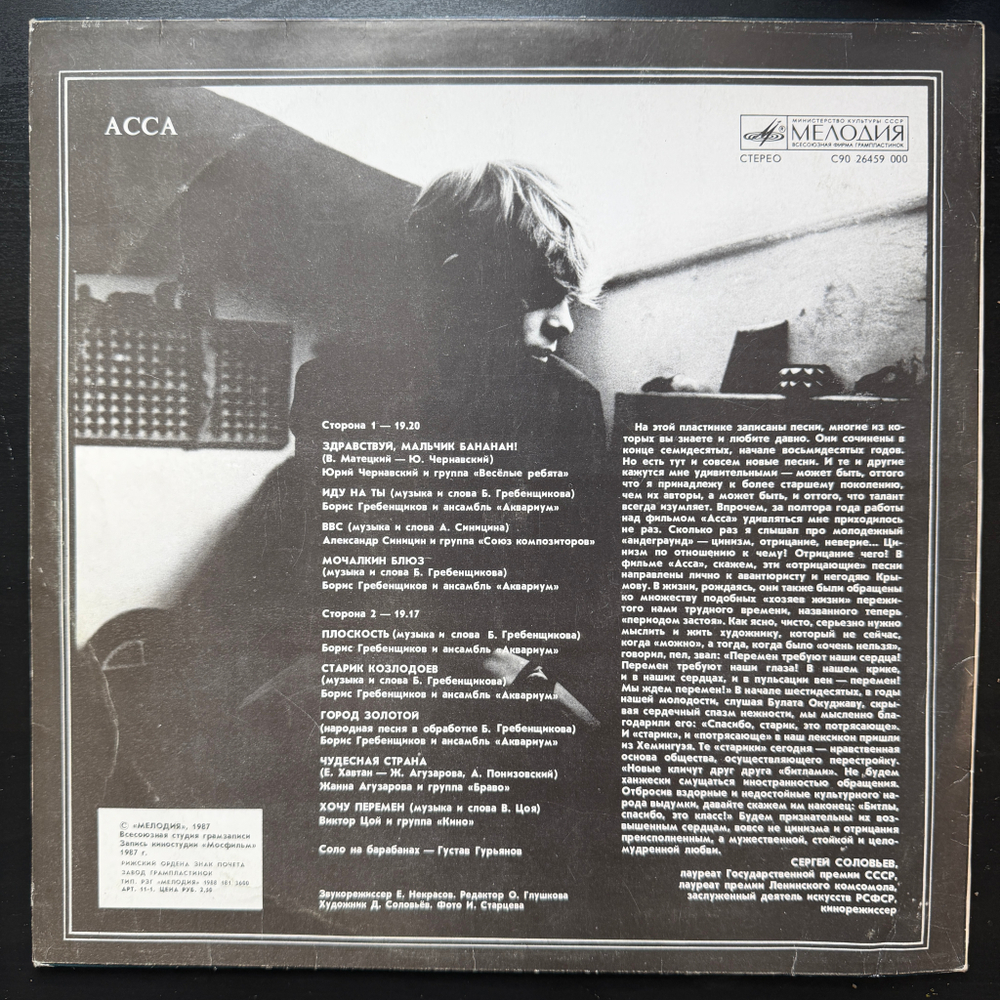 АССА
МИНИСТЕРСТВО КУЛЬТУРЫ СССР
МЕЛОДИЯ
ВСЕСОЮЗНАЯ ФИРМА ГРАМПЛАСТИНОК
СТЕРЕО С90 26459 000
Сторона 1 — 19.20
ЗДРАВСТВУЙ, МАЛЬЧИК БАНАНАН!
(В. Матецкий — Ю. Чернавский)
Юрий Чернавский и группа «Весёлые ребята»
ИДУ НА ТЫ (музыка и слова Б. Гребенщикова)
Борис Гребенщиков и ансамбль «Аквариум»
ВВС (музыка и слова А. Синицина)
Александр Синицин и группа «Союз композиторов»
МОЧАЛКИН БЛЮЗ
(музыка и слова Б. Гребенщикова)
Борис Гребенщиков и ансамбль «Аквариум»
Сторона 2 — 19.17
ПЛОСКОСТЬ (музыка и слова Б. Гребенщикова)
Борис Гребенщиков и ансамбль «Аквариум»
СТАРИК КОЗЛОДОЕВ
(музыка и слова Б. Гребенщикова)
Борис Гребенщиков и ансамбль «Аквариум»
ГОРОД ЗОЛОТОЙ
(народная песня в обработке Б. Гребенщикова)
Борис Гребенщиков и ансамбль «Аквариум»
ЧУДЕСНАЯ СТРАНА
(Е. Хавтан — Ж. Агузарова, А. Понизовский)
Жанна Агузарова и группа «Браво»
ХОЧУ ПЕРЕМЕН (музыка и слова В. Цоя)
Виктор Цой и группа «Кино»
Соло на барабанах — Густав Гурьянов
Звукорежиссер Е. Некрасов. Редактор О. Глушкова
Художник Д. Соловьёв. Фото И. Старцева
На этой пластинке записаны песни, многие из ко-
торых вы знаете и любите давно. Они сочинены в
конце семидесятых, начале восьмидесятых годов.
Но есть тут и совсем новые песни. И те и другие
кажутся мне удивительными — может быть, оттого
что я принадлежу к более старшему поколению,
чем их авторы, а может быть, и оттого, что талант
всегда изумляет. Впрочем, за полтора года работы
над фильмом «Асса» удивляться мне приходилось
не раз. Сколько раз я слышал про молодежный
«андеграунд» — цинизм, отрицание, неверие... Ци-
низм по отношению к чему! Отрицание чего! В
фильме «Асса», скажем, эти «отрицающие» песни
направлены лично к авантюристу и негодяю Кры-
мову. В жизни, рождаясь, они также были обращены
ко множеству подобных «хозяев жизни» пережи-
того нами трудного времени, названного теперь
«периодом застоя». Как ясно, чисто, серьезно нужно
мыслить и жить художнику, который не сейчас,
когда «можно», а тогда, когда было «очень нельзя»,
говорил, пел, звал: «Перемен требуют наши сердца!
Перемен требуют наши глаза! В нашем крике,
и в наших сердцах, и в пульсации вен — перемен!
Мы ждем перемен!» В начале шестидесятых, в годы
нашей молодости, слушая Булата Окуджаву, скры-
вая сердечный спазм нежности, мы мысленно бла-
годарили его: «Спасибо, старик, это потрясающе».
И «старик», и «потрясающе» в наш лексикон пришли
из Хемингуэя. Те «старики» сегодня — нравственная
основа общества, осуществляющего перестройку.
«Новые кличут друг друга «битлами». Не будем
ханжески смущаться иностранностью обращения.
Отбросив вздорные и недостойные культурного на-
рода выдумки, давайте скажем им наконец: «Битлы,
спасибо, это класс!» Будем признательны их воз-
вышенным сердцам, вовсе не цинизма и отрицания
преисполненным, а мужественной, стойкой и цело-
мудренной любви.
СЕРГЕЙ СОЛОВЬЕВ,
лауреат Государственной премии СССР,
лауреат премии Ленинского комсомола,
заслуженный деятель искусств РСФСР,
кинорежиссер
© «МЕЛОДИЯ», 1987
Всесоюзная студия грамзаписи
Запись киностудии «Мосфильм»
1987 г.
РИЖСКИЙ ОРДЕНА ЗНАК ПОЧЕТА
ЗАВОД ГРАМПЛАСТИНОК
ТИП. РЗГ «МЕЛОДИЯ» 1988 181 3600
АРТ. 11-1. ЦЕНА РУБ. 2,50